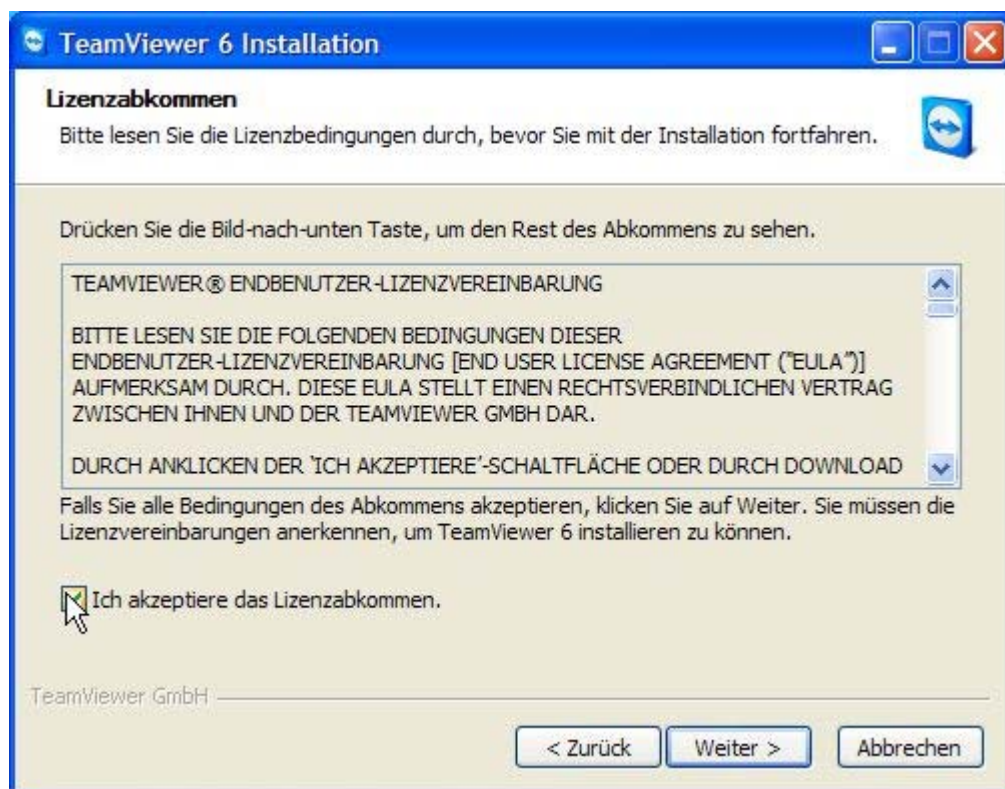 TeamViewer 6 Installation
Lizenzabkommen
Bitte lesen Sie die Lizenzbedingungen durch, bevor Sie mit der Installation fortfahren.
Drücken Sie die Bild-nach-unten Taste, um den Rest des Abkommens zu sehen.
TEAMVIEWER® ENDBENUTZER-LIZENZVEREINBARUNG
BITTE LESEN SIE DIE FOLGENDEN BEDINGUNGEN DIESER
ENDBENUTZER-LIZENZVEREINBARUNG [END USER LICENSE AGREEMENT ("EULA")]
AUFMERKSAM DURCH. DIESE EULA STELLT EINEN RECHTSVERBINDLICHEN VERTRAG
ZWISCHEN IHNEN UND DER TEAMVIEWER GMBH DAR.
DURCH ANKLICKEN DER 'ICH AKZEPTIERE'-SCHALTFLÄCHE ODER DURCH DOWNLOAD
Falls Sie alle Bedingungen des Abkommens akzeptieren, klicken Sie auf Weiter. Sie müssen die
Lizenzvereinbarungen anerkennen, um TeamViewer 6 installieren zu können.
Ich akzeptiere das Lizenzabkommen.
TeamViewer GmbH
< Zurück
Weiter >
Abbrechen